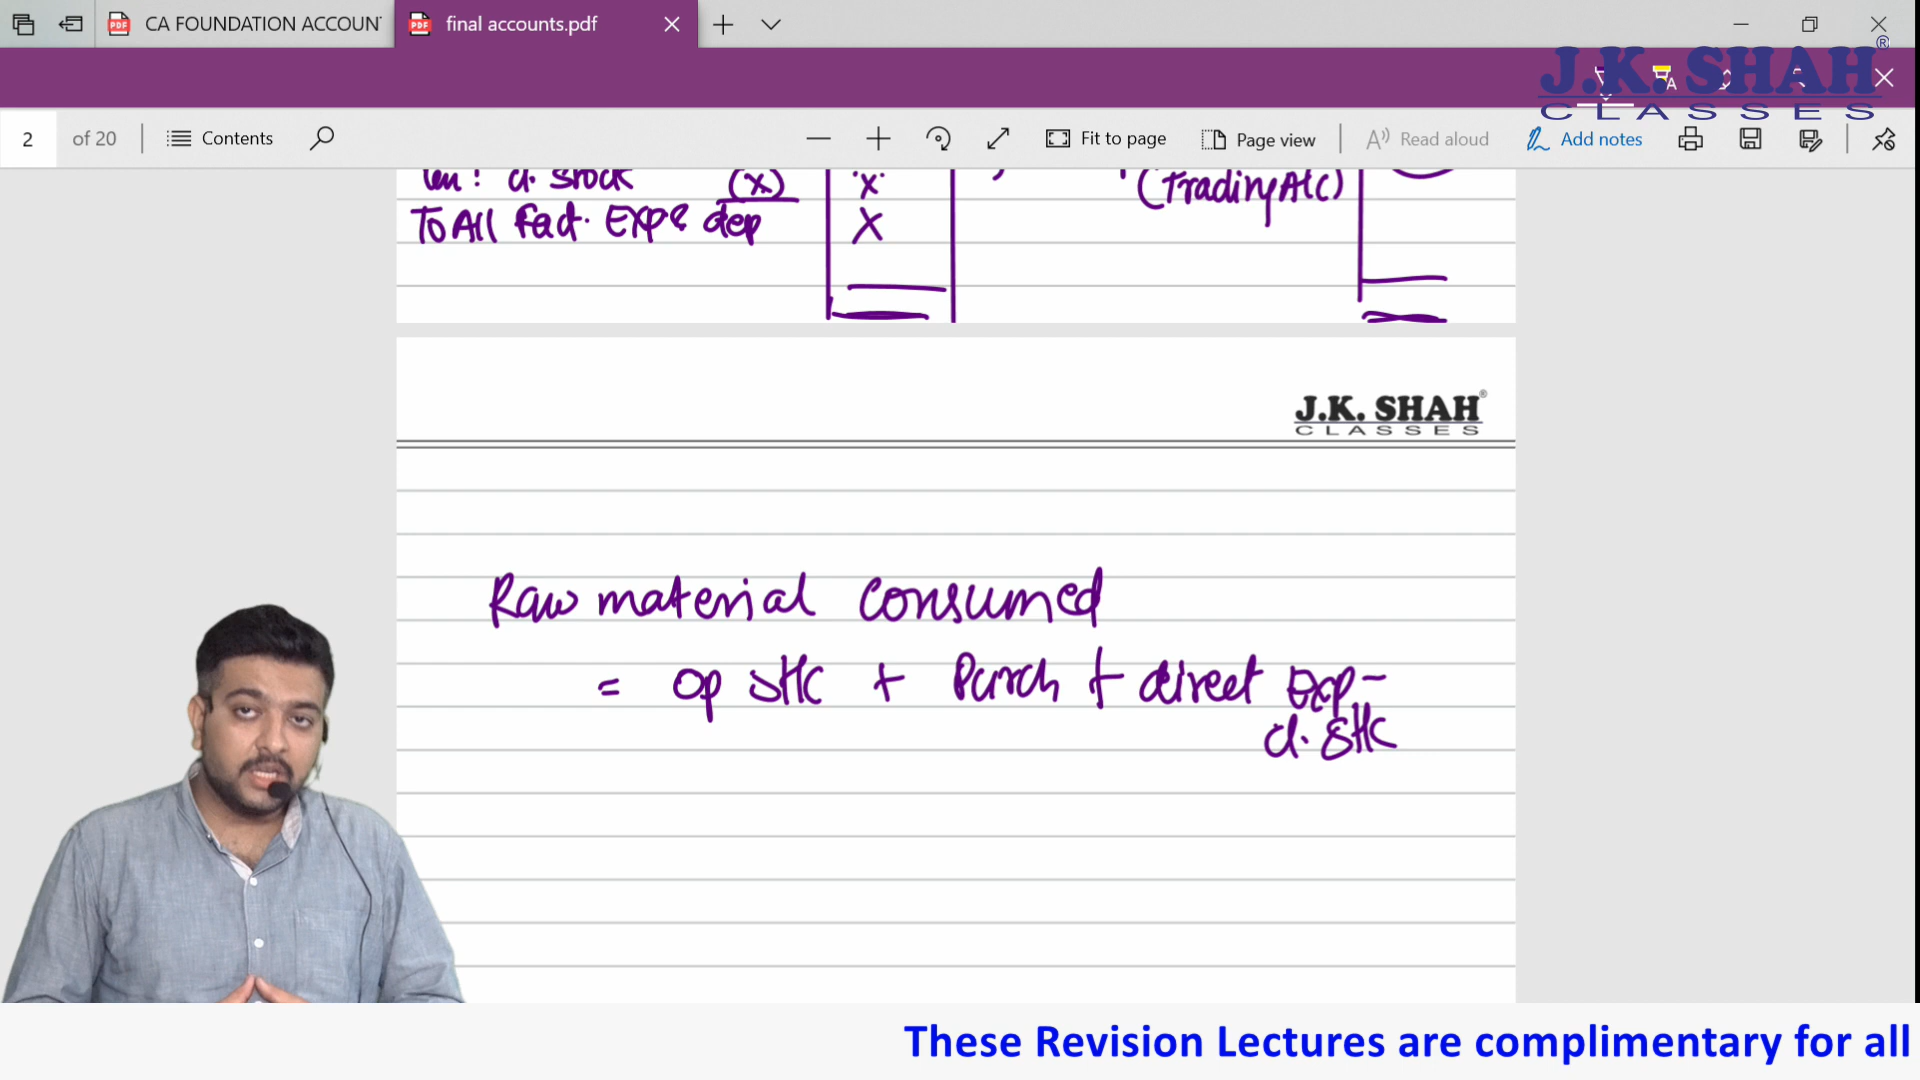 CA FOUNDATION ACCOUN
final accounts.pdf
J.K. SHAH®
CLASSES
2 of 20 Contents Fit to page Page view Read aloud Add notes
cl. Stock (x) x (Trading A/c)
To All Fact. Exp & dep X
J.K. SHAH®
CLASSES
Raw material Consumed
= op stk + Purch + direct Exp -
cl. stk
These Revision Lectures are complimentary for all